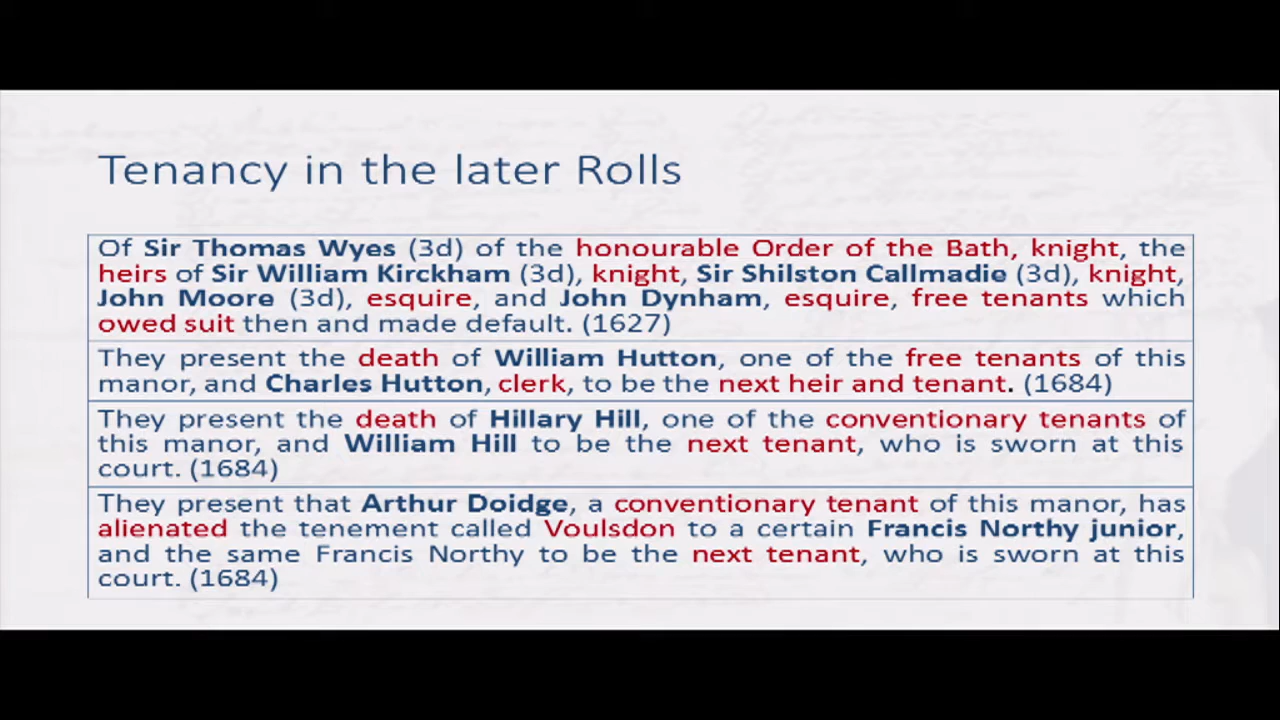 Tenancy in the later Rolls
Of Sir Thomas Wyes (3d) of the honourable Order of the Bath, knight, the
heirs of Sir William Kirckham (3d), knight, Sir Shilston Callmadie (3d), knight,
John Moore (3d), esquire, and John Dynham, esquire, free tenants which
owed suit then and made default. (1627)
They present the death of William Hutton, one of the free tenants of this
manor, and Charles Hutton, clerk, to be the next heir and tenant. (1684)
They present the death of Hillary Hill, one of the conventionary tenants of
this manor, and William Hill to be the next tenant, who is sworn at this
court. (1684)
They present that Arthur Doidge, a conventionary tenant of this manor, has
alienated the tenement called Voulsdon to a certain Francis Northy junior,
and the same Francis Northy to be the next tenant, who is sworn at this
court. (1684)